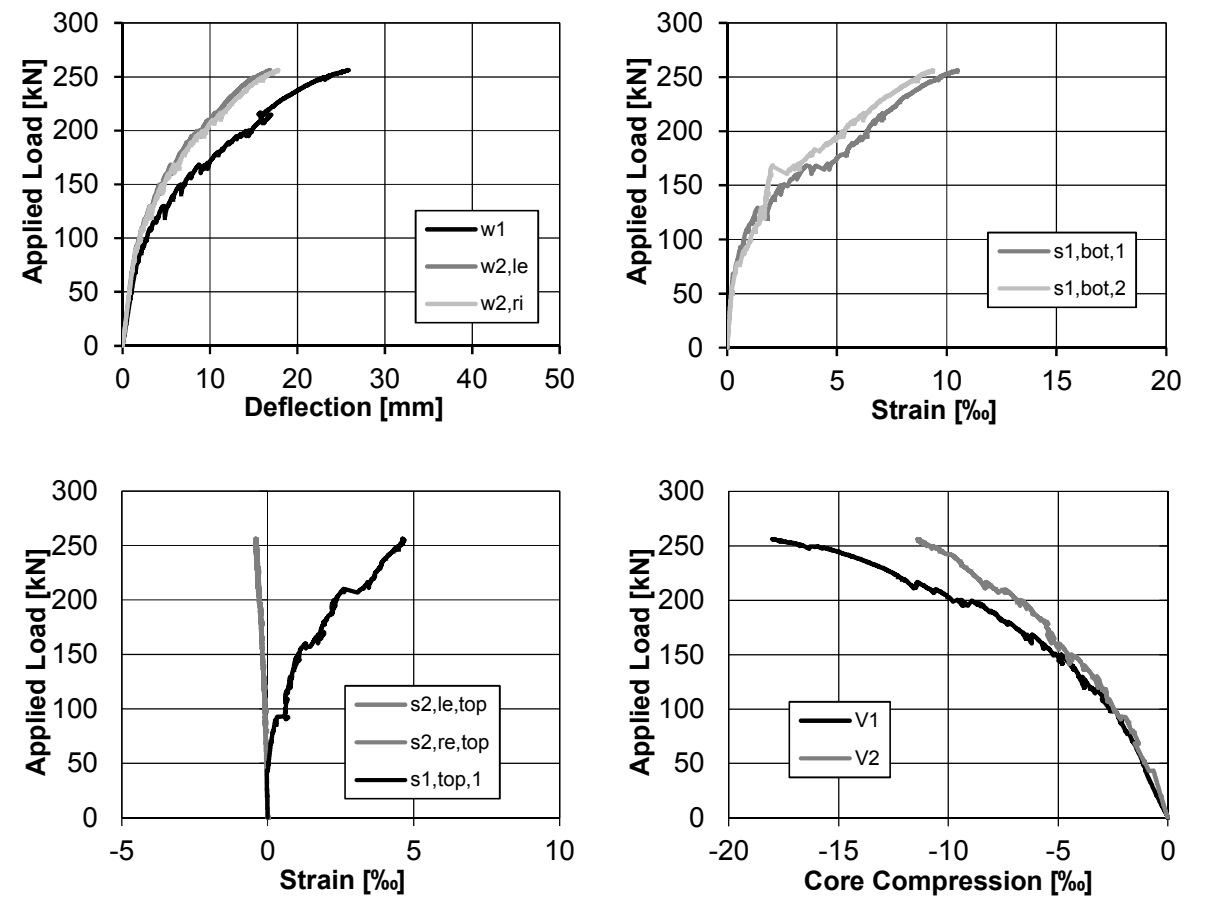 300
250
200
150
100
50
0
Applied Load [kN]
w1
w2,le
w2,ri
0 10 20 30 40 50
Deflection [mm]
300
250
200
150
100
50
0
Applied Load [kN]
s1,bot,1
s1,bot,2
0 5 10 15 20
Strain [‰]
300
250
200
150
100
50
0
Applied Load [kN]
s2,le,top
s2,re,top
s1,top,1
-5 0 5 10
Strain [‰]
300
250
200
150
100
50
0
Applied Load [kN]
V1
V2
-20 -15 -10 -5 0
Core Compression [‰]